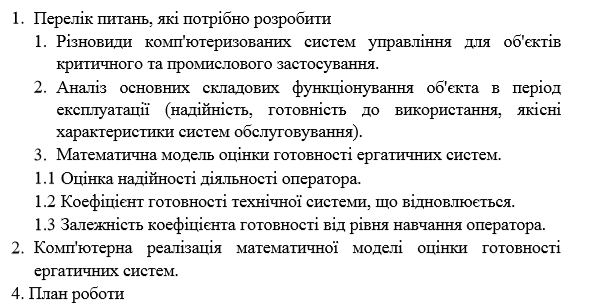 1. Перелік питань, які потрібно розробити
1. Різновиди комп'ютеризованих систем управління для об'єктів
критичного та промислового застосування.
2. Аналіз основних складових функціонування об'єкта в період
експлуатації (надійність, готовність до використання, якісні
характеристики систем обслуговування).
3. Математична модель оцінки готовності ергатичних систем.
1.1 Оцінка надійності діяльності оператора.
1.2 Коефіцієнт готовності технічної системи, що відновлюється.
1.3 Залежність коефіцієнта готовності від рівня навчання оператора.
2. Комп'ютерна реалізація математичної моделі оцінки готовності
ергатичних систем.
4. План роботи